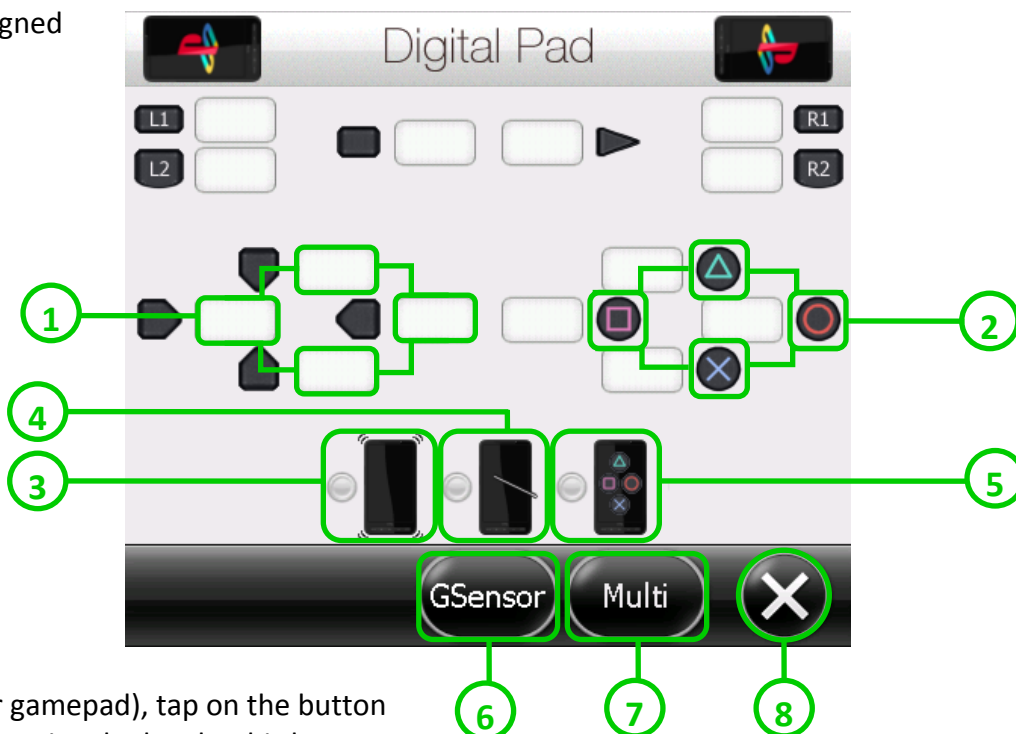 igned
Digital Pad
L1
R1
L2
R2
1
2
4
3
5
GSensor
Multi
6
7
8
r gamepad), tap on the button